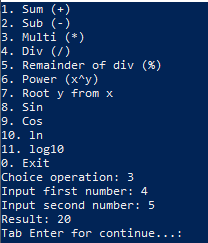 1. Sum (+)
2. Sub (-)
3. Multi (*)
4. Div (/)
5. Remainder of div (%)
6. Power (x^y)
7. Root y from x
8. Sin
9. Cos
10. ln
11. log10
0. Exit
Choice operation: 3
Input first number: 4
Input second number: 5
Result: 20
Tab Enter for continue...: